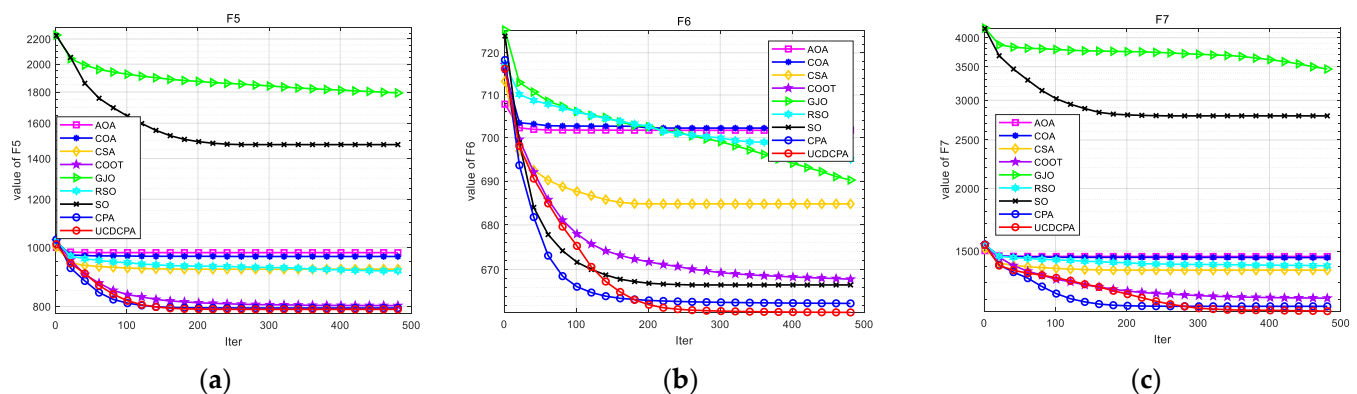 F5
2200
2000
1800
1600
1400
1200
1000
800
value of F5
AOA
COA
CSA
COOT
GJO
RSO
SO
CPA
UCDCPA
0 100 200 300 400 500
Iter
(a)
F6
720
710
700
690
680
670
value of F6
AOA
COA
CSA
COOT
GJO
RSO
SO
CPA
UCDCPA
0 100 200 300 400 500
Iter
(b)
F7
4000
3500
3000
2500
2000
1500
value of F7
AOA
COA
CSA
COOT
GJO
RSO
SO
CPA
UCDCPA
0 100 200 300 400 500
Iter
(c)